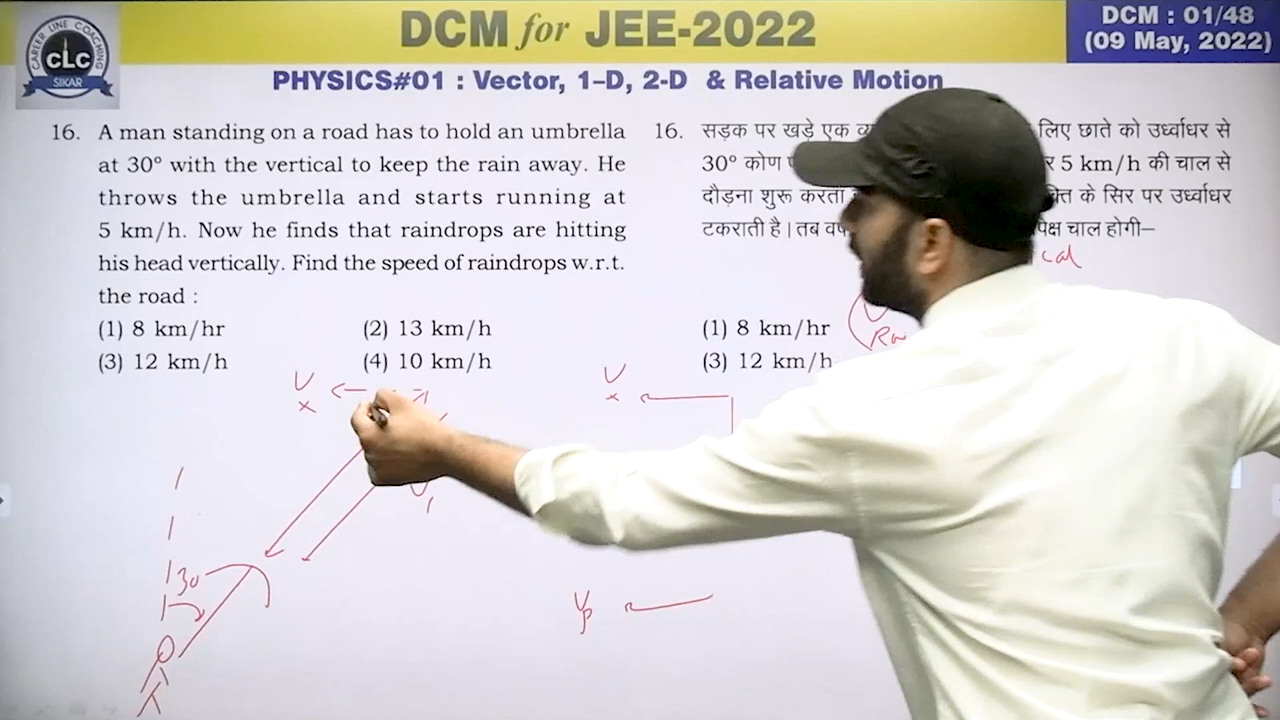 DCM for JEE-2022
DCM : 01/48
(09 May, 2022)
CAREER LINE COACHING
CLC
SIKAR
PHYSICS#01 : Vector, 1–D, 2-D & Relative Motion
16. A man standing on a road has to hold an umbrella
at 30° with the vertical to keep the rain away. He
throws the umbrella and starts running at
5 km/h. Now he finds that raindrops are hitting
his head vertically. Find the speed of raindrops w.r.t.
the road :
(1) 8 km/hr (2) 13 km/h
(3) 12 km/h (4) 10 km/h
16. सड़क पर खड़े एक लिए छाते को उर्ध्वाधर से
30° कोण 5 km/h की चाल से
दौड़ना शुरू करता के सिर पर उर्ध्वाधर
टकराती है। तब चाल होगी–
(1) 8 km/hr
(3) 12 km/h
cal
V
x
V
x
30